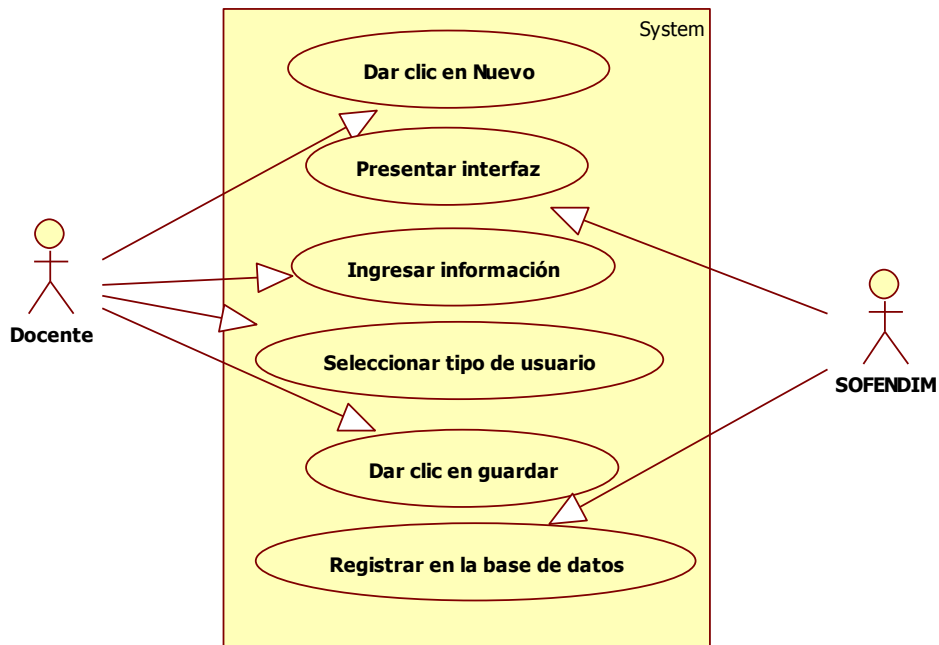 System
Dar clic en Nuevo
Presentar interfaz
Ingresar información
Docente
Seleccionar tipo de usuario
SOFENDIM
Dar clic en guardar
Registrar en la base de datos